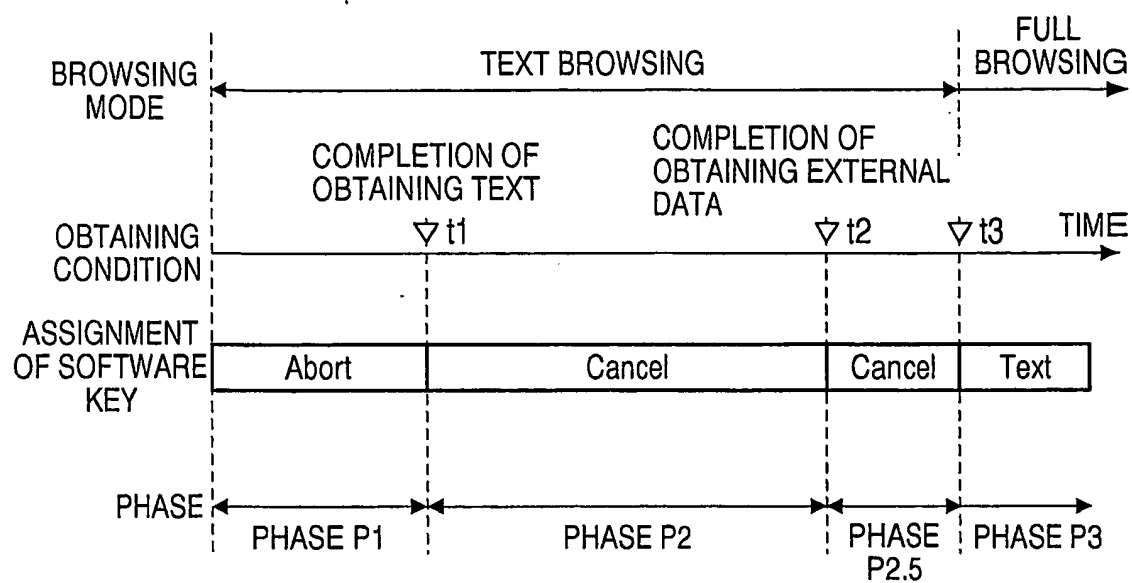 FULL
BROWSING
TEXT BROWSING
BROWSING
MODE
COMPLETION OF
OBTAINING TEXT
COMPLETION OF
OBTAINING EXTERNAL
DATA
t1
t2
t3
TIME
OBTAINING
CONDITION
ASSIGNMENT
OF SOFTWARE
KEY
Abort
Cancel
Cancel
Text
PHASE
PHASE P1
PHASE P2
PHASE
P2.5
PHASE P3